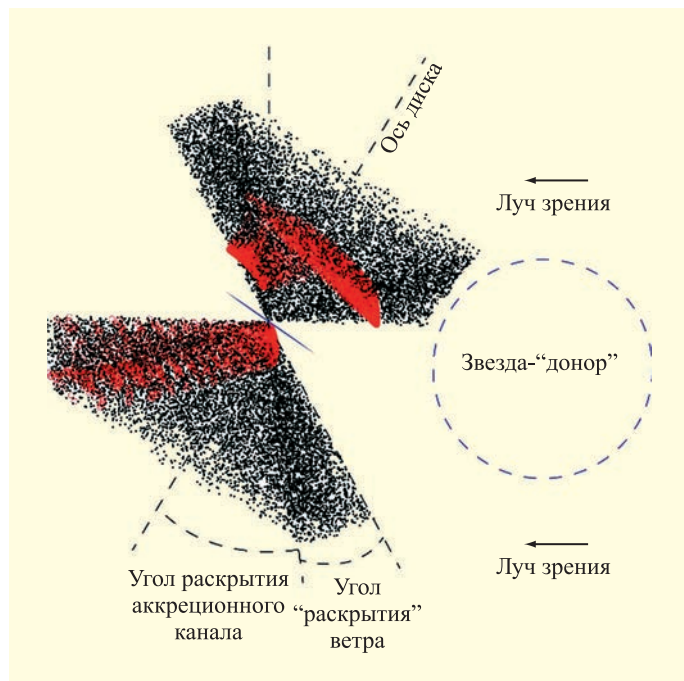 Ось диска
Луч зрения
Звезда-“донор”
Луч зрения
Угол раскрытия
аккреционного
канала
Угол
“раскрытия”
ветра